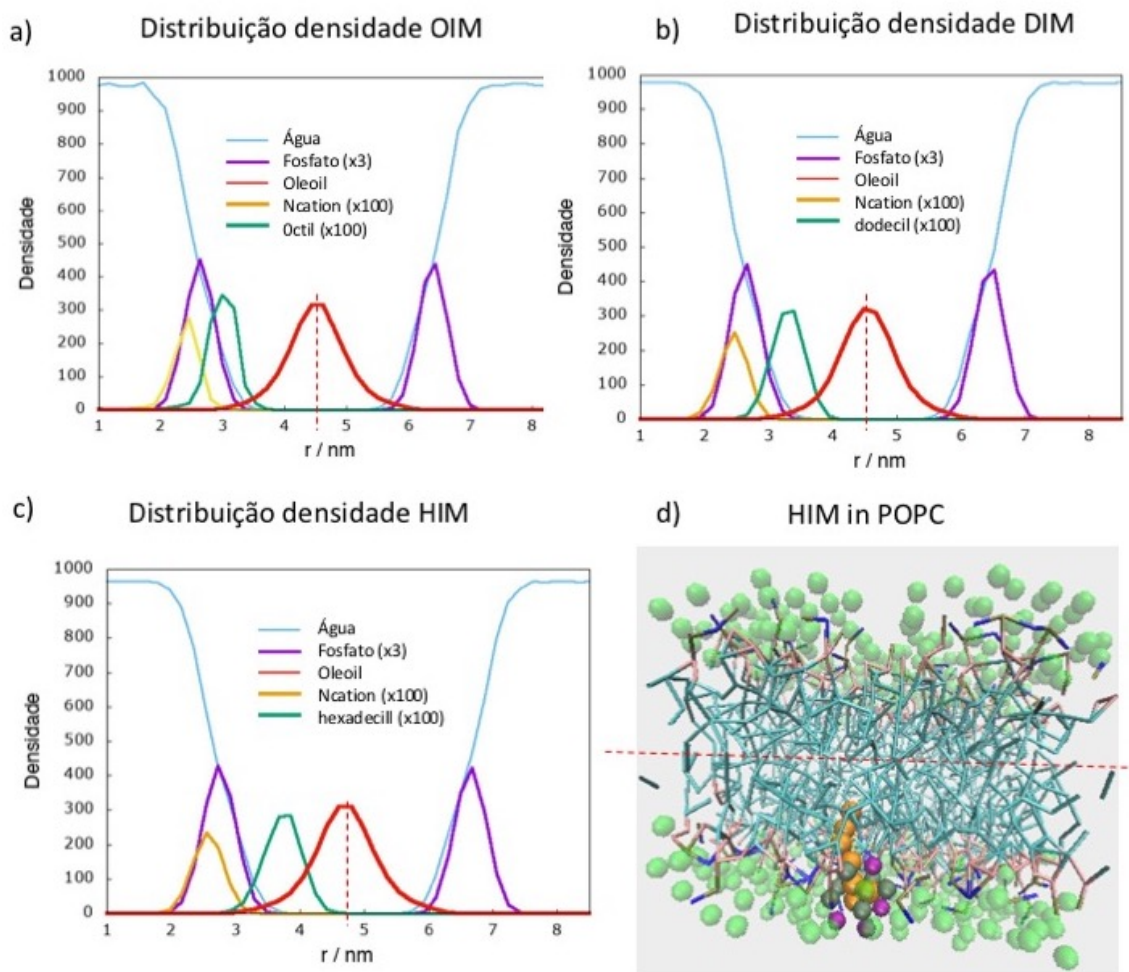 a)
Distribuição densidade OIM
1000
900
800
700
600
500
400
300
200
100
0
Densidade
Água
Fosfato (x3)
Oleoil
Ncation (x100)
0ctil (x100)
1 2 3 4 5 6 7 8
r / nm
b)
Distribuição densidade DIM
1000
900
800
700
600
500
400
300
200
100
0
Densidade
Água
Fosfato (x3)
Oleoil
Ncation (x100)
dodecil (x100)
1 2 3 4 5 6 7 8
r / nm
c)
Distribuição densidade HIM
1000
900
800
700
600
500
400
300
200
100
0
Densidade
Água
Fosfato (x3)
Oleoil
Ncation (x100)
hexadecill (x100)
1 2 3 4 5 6 7 8
r / nm
d)
HIM in POPC